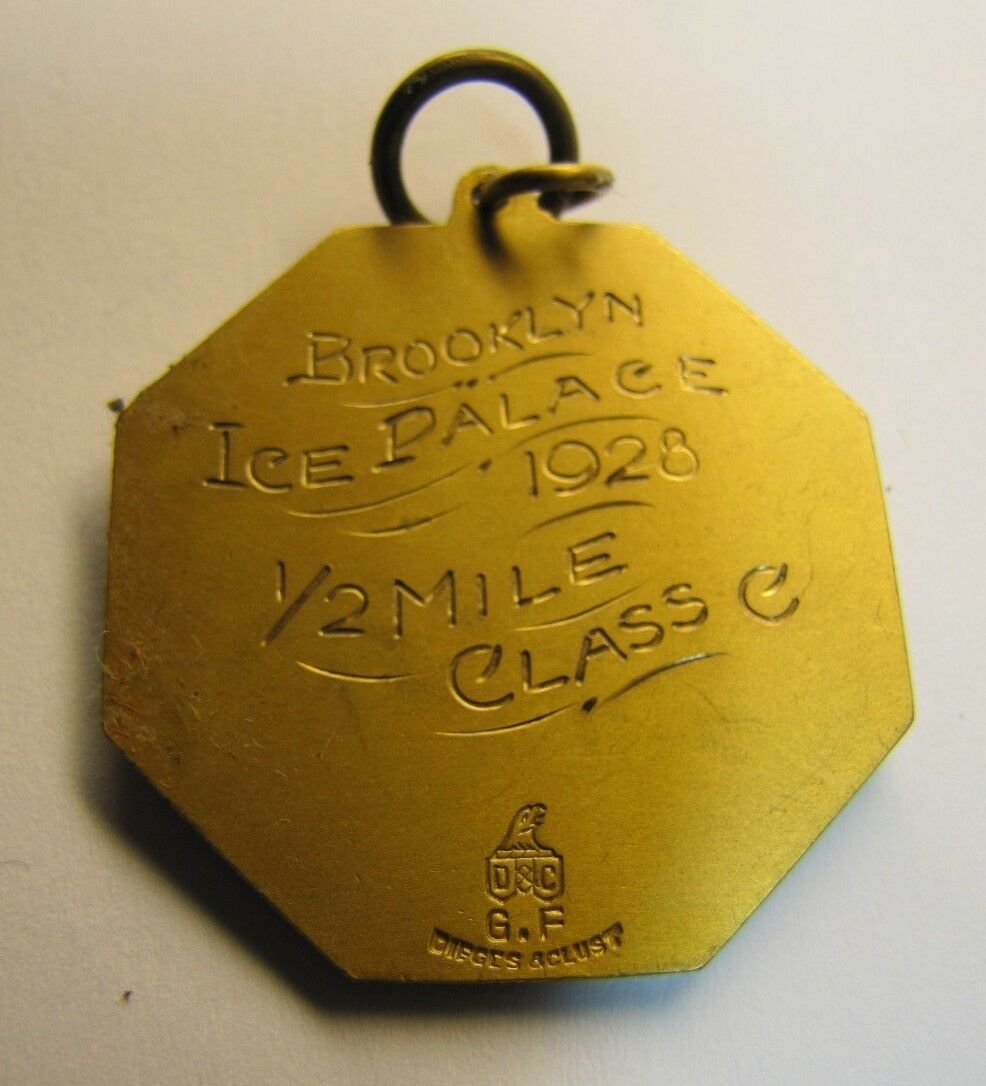 BROOKLYN
ICE PALACE
1928
1/2 MILE
CLASS C
D C
G.F
DIEGES & CLUST